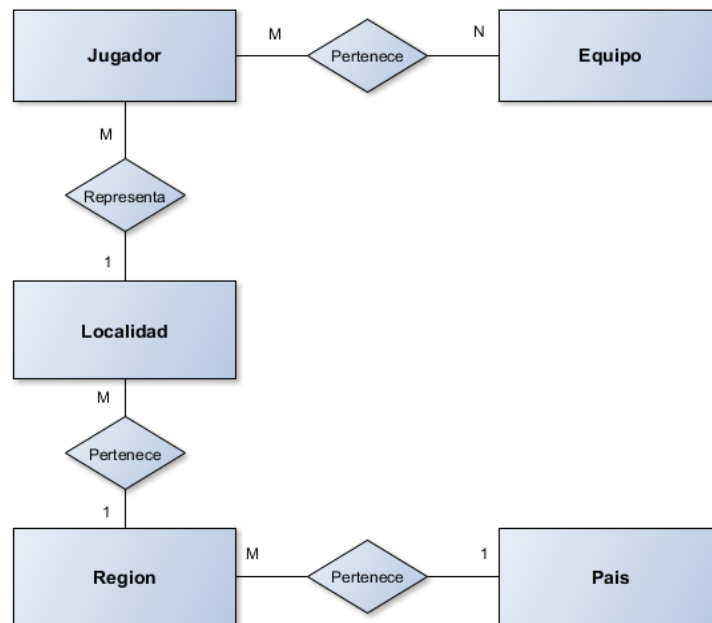 Jugador
M
Pertenece
N
Equipo
M
Representa
1
Localidad
M
Pertenece
1
Region
M
Pertenece
1
Pais